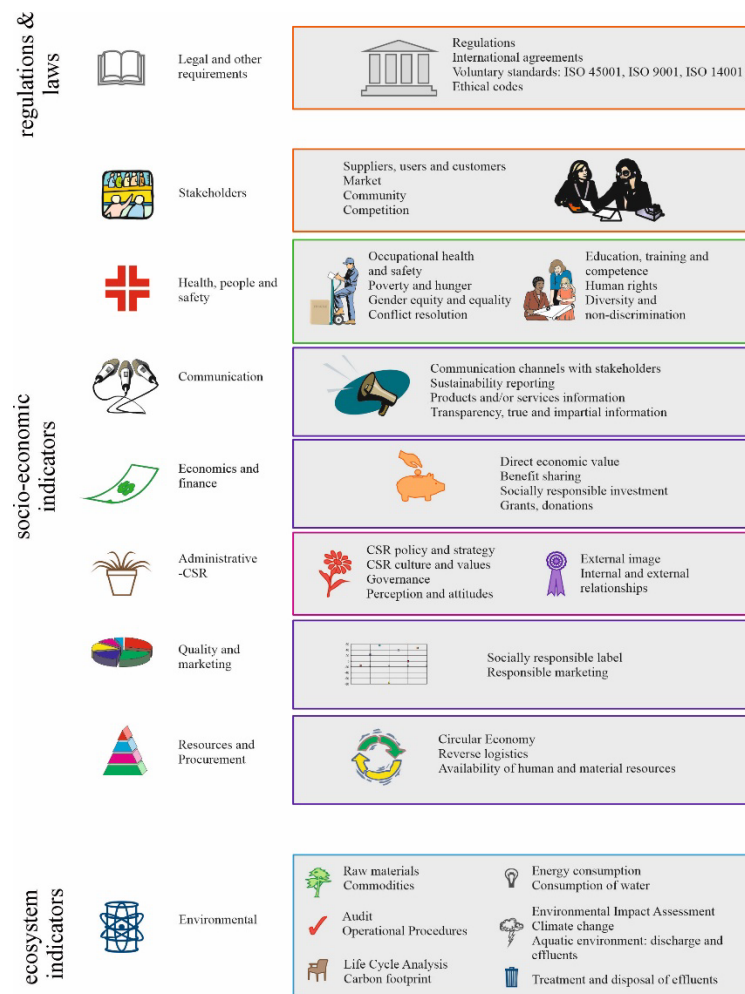 regulations &
laws
Legal and other
requirements
Regulations
International agreements
Voluntary standards: ISO 45001, ISO 9001, ISO 14001
Ethical codes
socio-economic
indicators
Stakeholders
Suppliers, users and customers
Market
Community
Competition
Health, people and
safety
Occupational health
and safety
Poverty and hunger
Gender equity and equality
Conflict resolution
Education, training and
competence
Human rights
Diversity and
non-discrimination
Communication
Communication channels with stakeholders
Sustainability reporting
Products and/or services information
Transparency, true and impartial information
Economics and
finance
Direct economic value
Benefit sharing
Socially responsible investment
Grants, donations
Administrative
-CSR
CSR policy and strategy
CSR culture and values
Governance
Perception and attitudes
External image
Internal and external
relationships
Quality and
marketing
Socially responsible label
Responsible marketing
Resources and
Procurement
Circular Economy
Reverse logistics
Availability of human and material resources
ecosystem
indicators
Environmental
Raw materials
Commodities
Audit
Operational Procedures
Life Cycle Analysis
Carbon footprint
Energy consumption
Consumption of water
Environmental Impact Assessment
Climate change
Aquatic environment: discharge and
effluents
Treatment and disposal of effluents